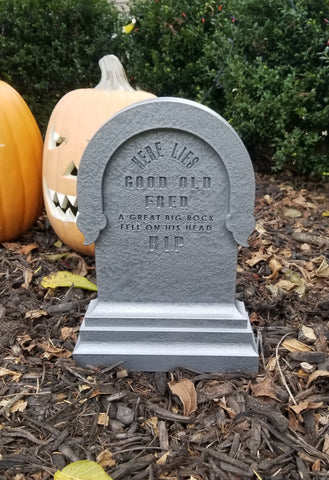 HERE LIES
GOOD OLD
FRED
A GREAT BIG ROCK
FELL ON HIS HEAD
RIP